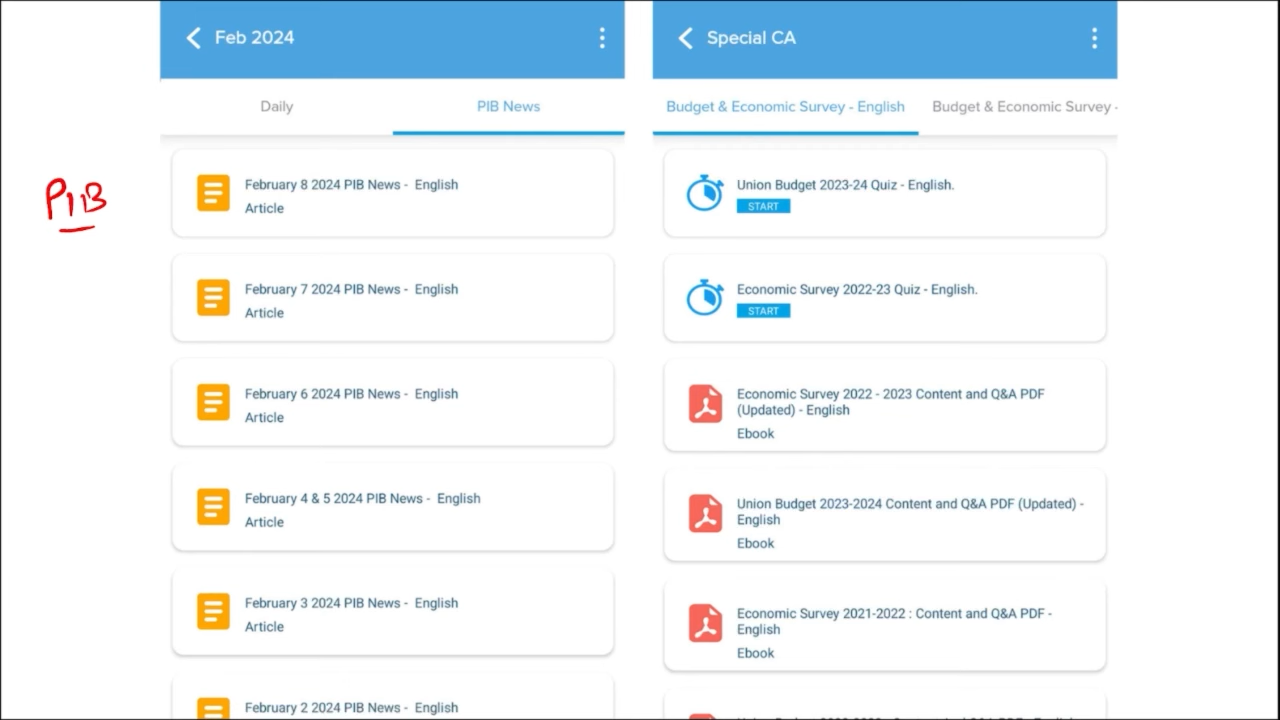 PIB
Feb 2024
Daily
PIB News
February 8 2024 PIB News - English
Article
February 7 2024 PIB News - English
Article
February 6 2024 PIB News - English
Article
February 4 & 5 2024 PIB News - English
Article
February 3 2024 PIB News - English
Article
February 2 2024 PIB News - English
Special CA
Budget & Economic Survey - English
Budget & Economic Survey -
Union Budget 2023-24 Quiz - English.
START
Economic Survey 2022-23 Quiz - English.
START
Economic Survey 2022 - 2023 Content and Q&A PDF
(Updated) - English
Ebook
Union Budget 2023-2024 Content and Q&A PDF (Updated) -
English
Ebook
Economic Survey 2021-2022 : Content and Q&A PDF -
English
Ebook